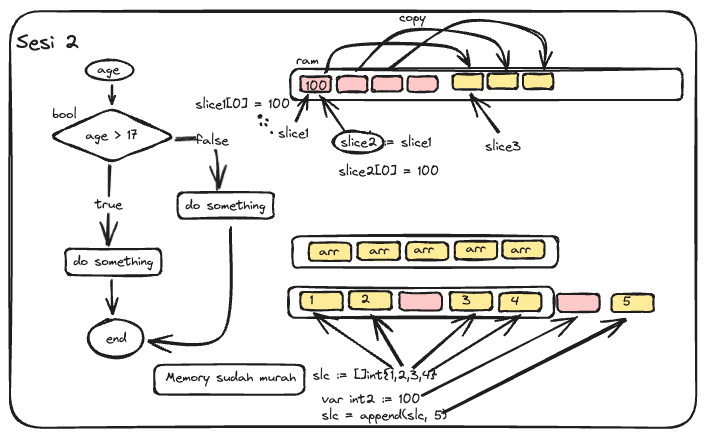 Sesi 2
age
bool
age > 17
false
true
do something
do something
end
Memory sudah murah
copy
ram
100
slice1[0] = 100
slice1
slice2 := slice1
slice2[0] = 100
slice3
arr arr arr arr arr
1 2 3 4 5
slc := []int{1,2,3,4}
var int2 := 100
slc = append(slc, 5)